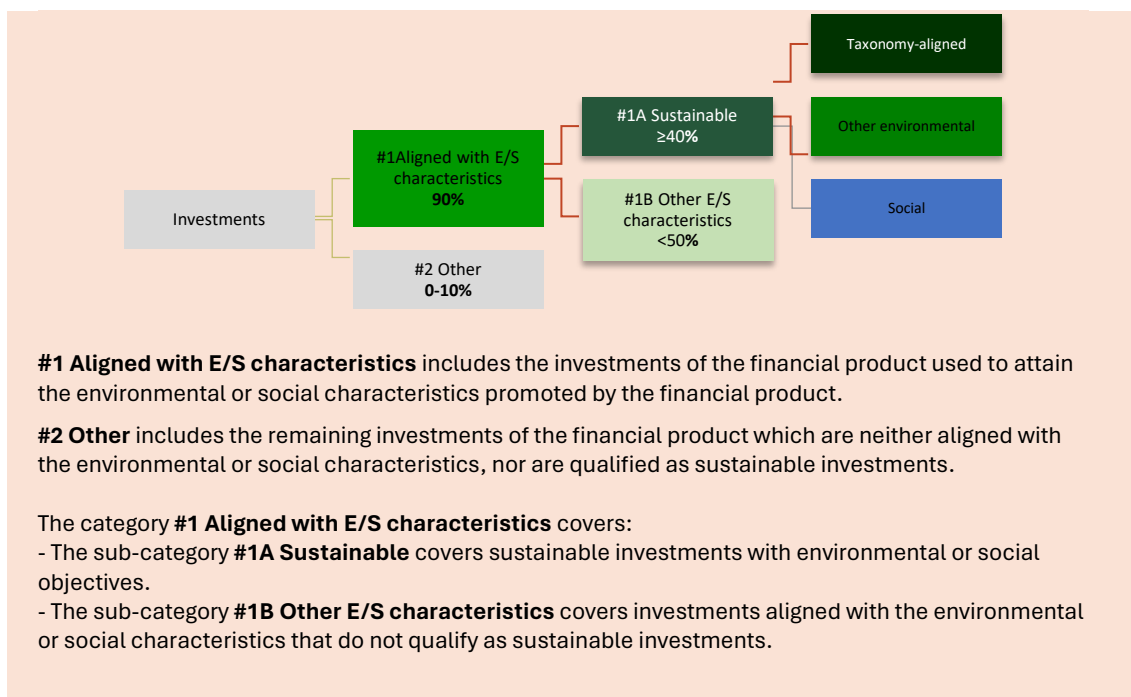 Taxonomy-aligned
#1A Sustainable
≥40%
Other environmental
#1Aligned with E/S
characteristics
90%
#1B Other E/S
characteristics
<50%
Investments
Social
#2 Other
0-10%
#1 Aligned with E/S characteristics includes the investments of the financial product used to attain
the environmental or social characteristics promoted by the financial product.
#2 Other includes the remaining investments of the financial product which are neither aligned with
the environmental or social characteristics, nor are qualified as sustainable investments.
The category #1 Aligned with E/S characteristics covers:
- The sub-category #1A Sustainable covers sustainable investments with environmental or social
objectives.
- The sub-category #1B Other E/S characteristics covers investments aligned with the environmental
or social characteristics that do not qualify as sustainable investments.